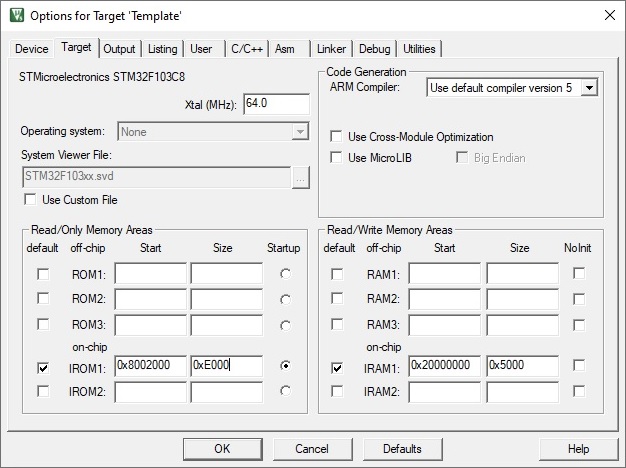 Options for Target 'Template'
Device Target Output Listing User C/C++ Asm Linker Debug Utilities
STMicroelectronics STM32F103C8
Xtal (MHz): 64.0
Operating system: None
System Viewer File:
STM32F103xx.svd ...
Use Custom File
Code Generation
ARM Compiler: Use default compiler version 5
Use Cross-Module Optimization
Use MicroLIB Big Endian
Read/Only Memory Areas
default off-chip Start Size Startup
ROM1:
ROM2:
ROM3:
on-chip
IROM1: 0x8002000 0xE000
IROM2:
Read/Write Memory Areas
default off-chip Start Size NoInit
RAM1:
RAM2:
RAM3:
on-chip
IRAM1: 0x20000000 0x5000
IRAM2:
OK Cancel Defaults Help